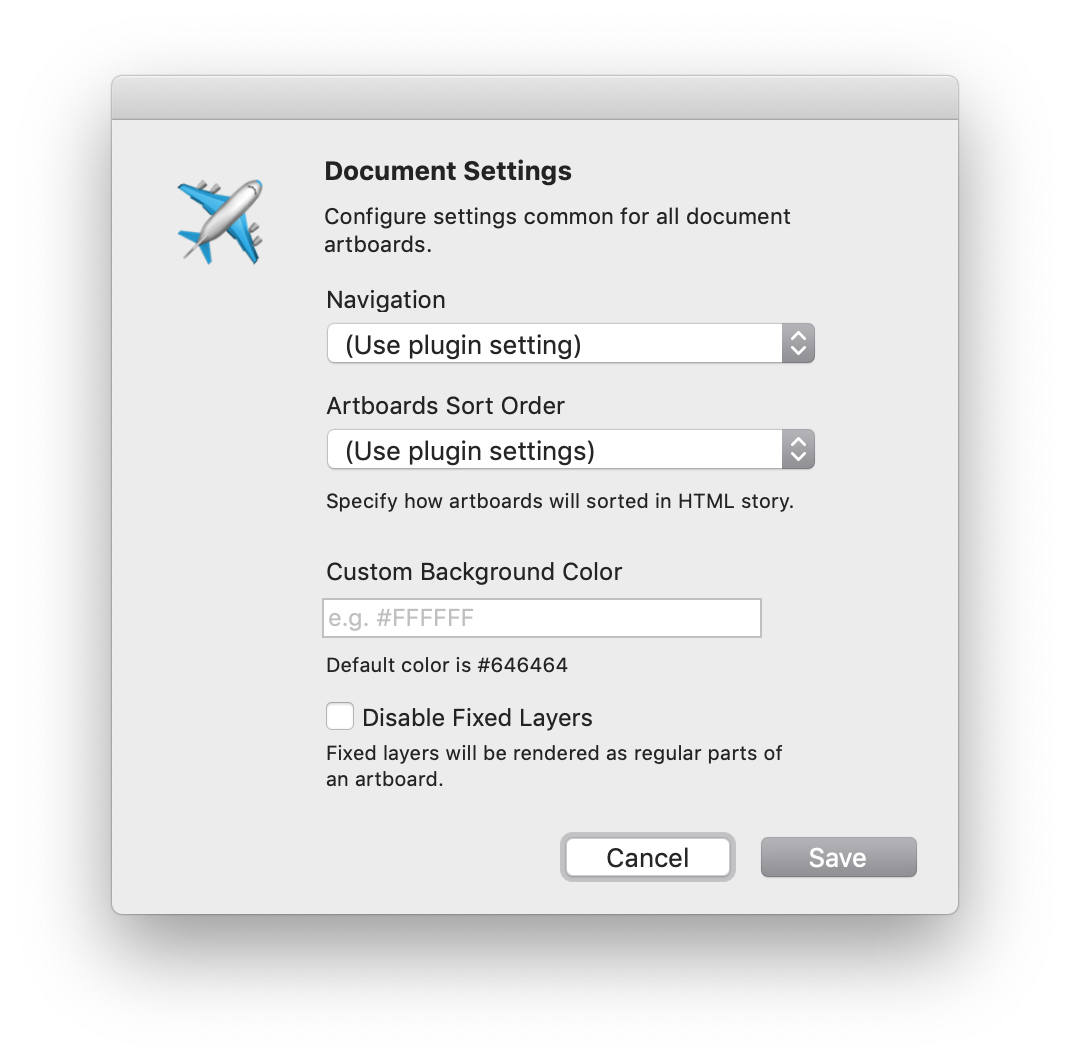 Document Settings
Configure settings common for all document
artboards.
Navigation
(Use plugin setting)
Artboards Sort Order
(Use plugin settings)
Specify how artboards will sorted in HTML story.
Custom Background Color
e.g. #FFFFFF
Default color is #646464
Disable Fixed Layers
Fixed layers will be rendered as regular parts of
an artboard.
Cancel
Save